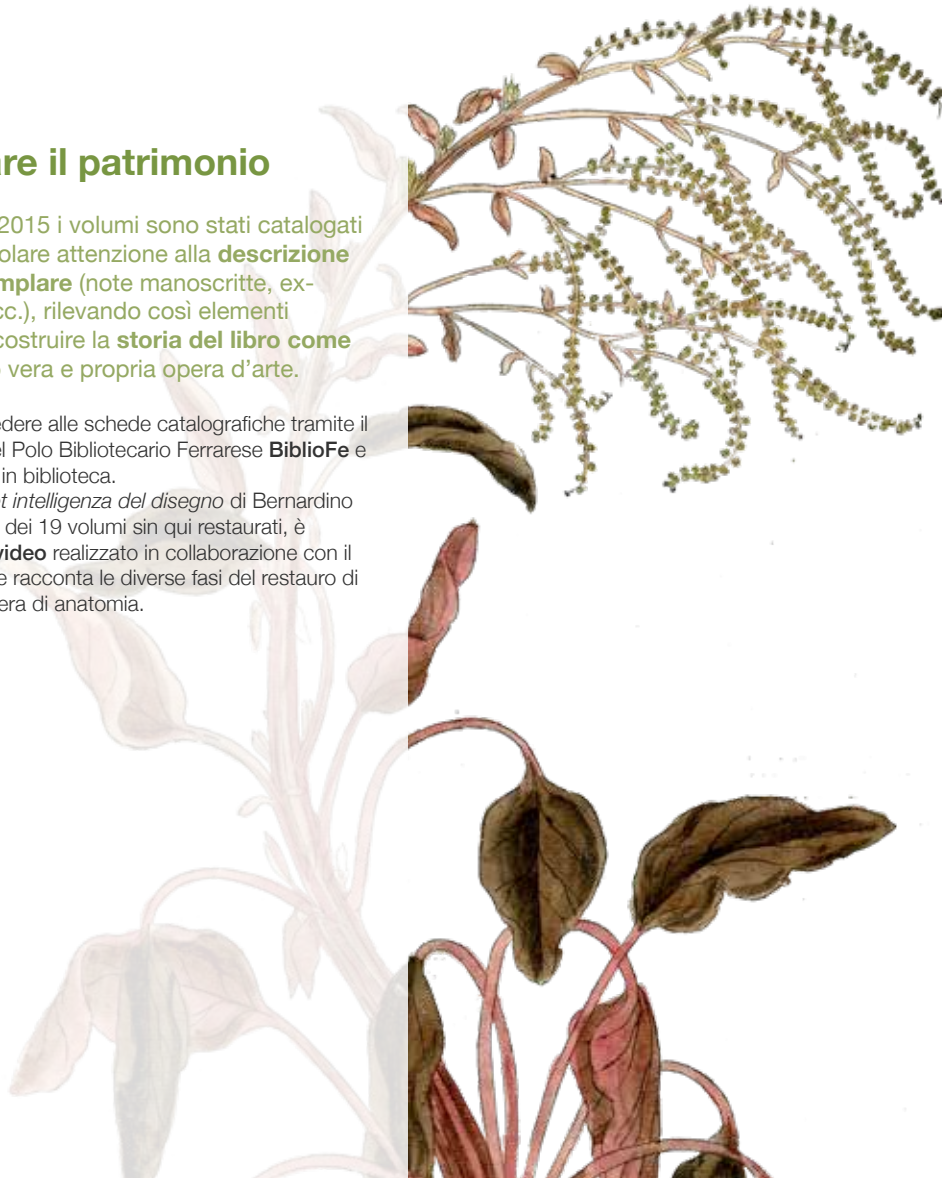 re il patrimonio
2015 i volumi sono stati catalogati
olare attenzione alla descrizione
mplare (note manoscritte, ex-
cc.), rilevando così elementi
costruire la storia del libro come
o vera e propria opera d'arte.
edere alle schede catalografiche tramite il
el Polo Bibliotecario Ferrarese BiblioFe e
in biblioteca.
et intelligenza del disegno di Bernardino
dei 19 volumi sin qui restaurati, è
video realizzato in collaborazione con il
e racconta le diverse fasi del restauro di
era di anatomia.